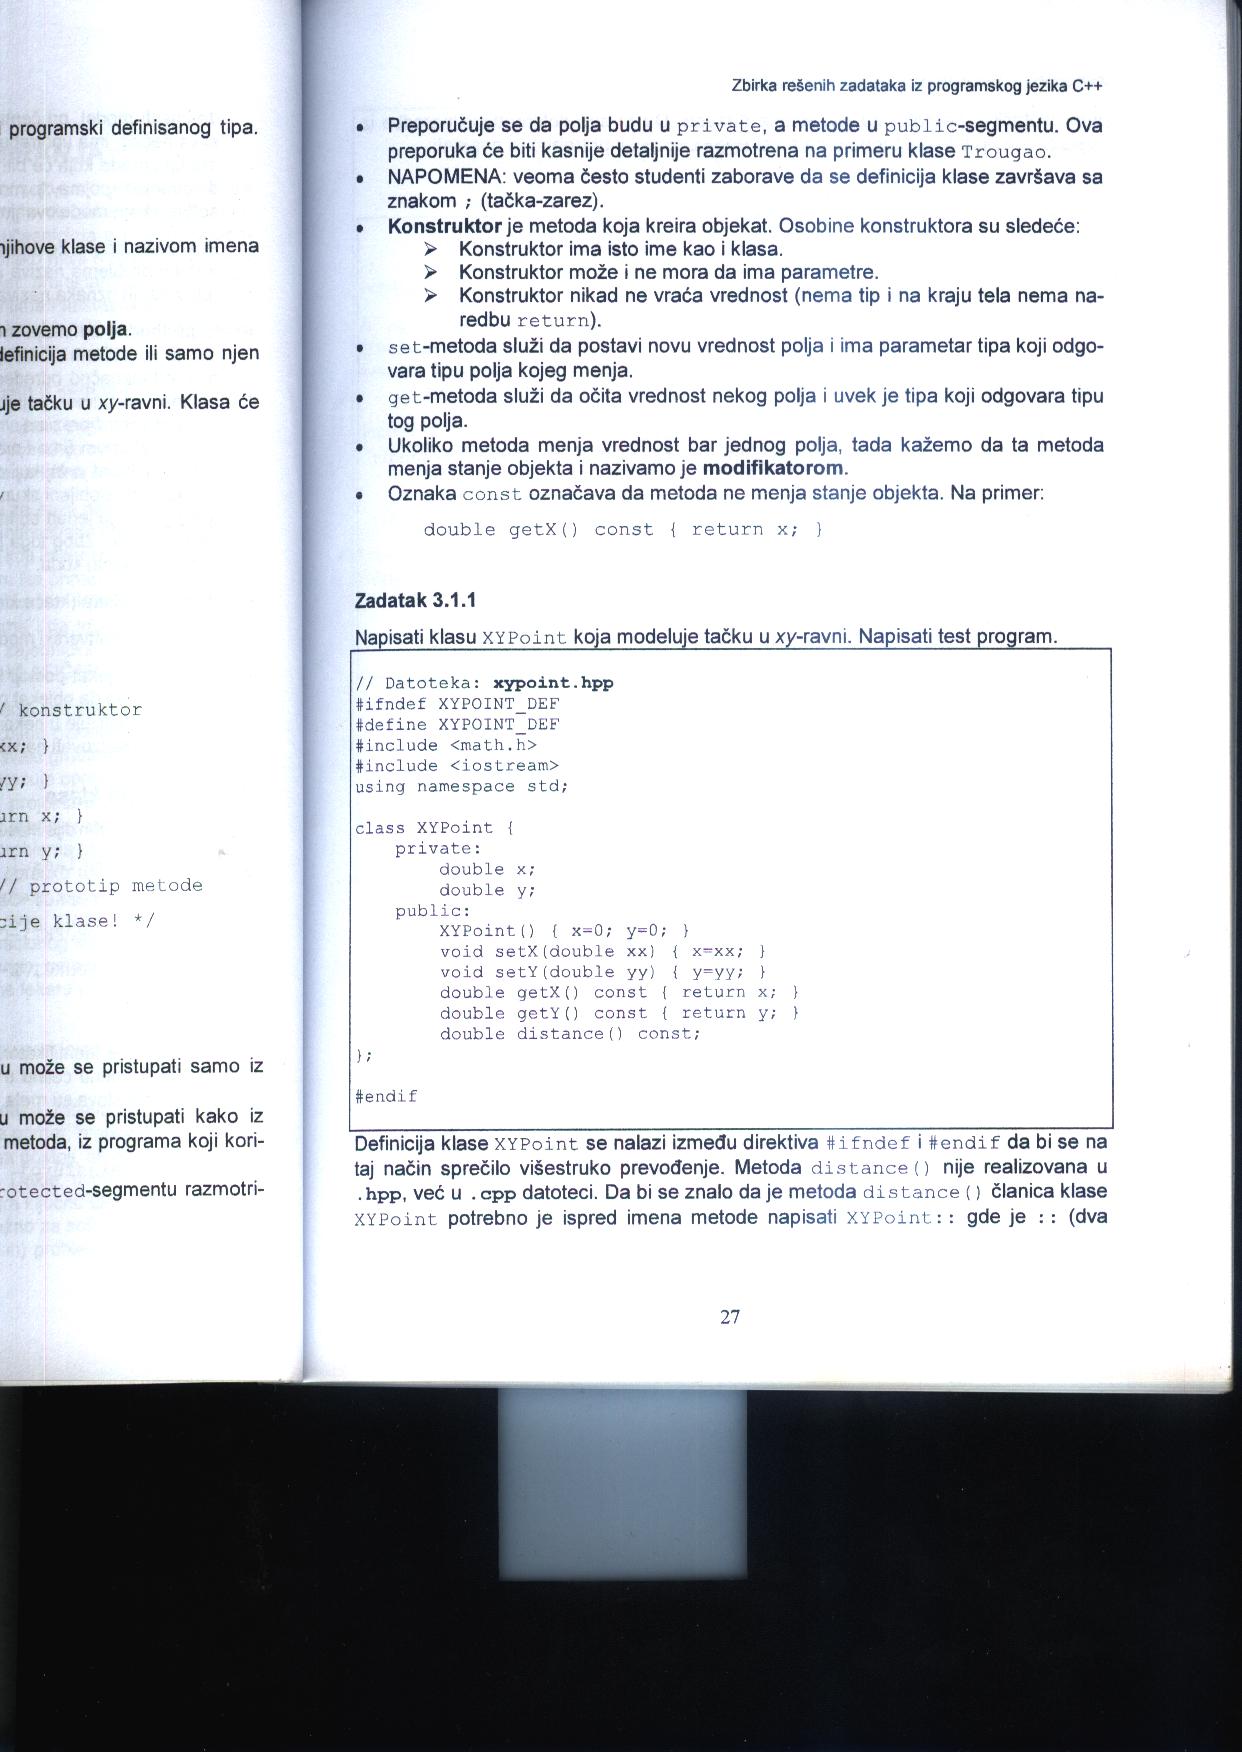 programski definisanog tipa.
njihove klase i nazivom imena
zovemo polja.
definicija metode ili samo njen
uje tačku u xy-ravni. Klasa će
/ konstruktor
xx; }
yy; }
urn x; }
urn y; }
// prototip metode
cije klase! */
u može se pristupati samo iz
u može se pristupati kako iz
metoda, iz programa koji kori-
rotected-segmentu razmotri-
Zbirka rešenih zadataka iz programskog jezika C++
• Preporučuje se da polja budu u private, a metode u public-segmentu. Ova
preporuka će biti kasnije detaljnije razmotrena na primeru klase Trougao.
• NAPOMENA: veoma često studenti zaborave da se definicija klase završava sa
znakom ; (tačka-zarez).
• Konstruktor je metoda koja kreira objekat. Osobine konstruktora su sledeće:
➢ Konstruktor ima isto ime kao i klasa.
➢ Konstruktor može i ne mora da ima parametre.
➢ Konstruktor nikad ne vraća vrednost (nema tip i na kraju tela nema na-
redbu return).
• set-metoda služi da postavi novu vrednost polja i ima parametar tipa koji odgo-
vara tipu polja kojeg menja.
• get-metoda služi da očita vrednost nekog polja i uvek je tipa koji odgovara tipu
tog polja.
• Ukoliko metoda menja vrednost bar jednog polja, tada kažemo da ta metoda
menja stanje objekta i nazivamo je modifikatorom.
• Oznaka const označava da metoda ne menja stanje objekta. Na primer:
double getX() const { return x; }
Zadatak 3.1.1
Napisati klasu XYPoint koja modeluje tačku u xy-ravni. Napisati test program.
// Datoteka: xypoint.hpp
#ifndef XYPOINT_DEF
#define XYPOINT_DEF
#include <math.h>
#include <iostream>
using namespace std;
class XYPoint {
private:
double x;
double y;
public:
XYPoint() { x=0; y=0; }
void setX(double xx) { x=xx; }
void setY(double yy) { y=yy; }
double getX() const { return x; }
double getY() const { return y; }
double distance() const;
};
#endif
Definicija klase XYPoint se nalazi između direktiva #ifndef i #endif da bi se na
taj način sprečilo višestruko prevođenje. Metoda distance() nije realizovana u
.hpp, već u .cpp datoteci. Da bi se znalo da je metoda distance() članica klase
XYPoint potrebno je ispred imena metode napisati XYPoint:: gde je :: (dva
27